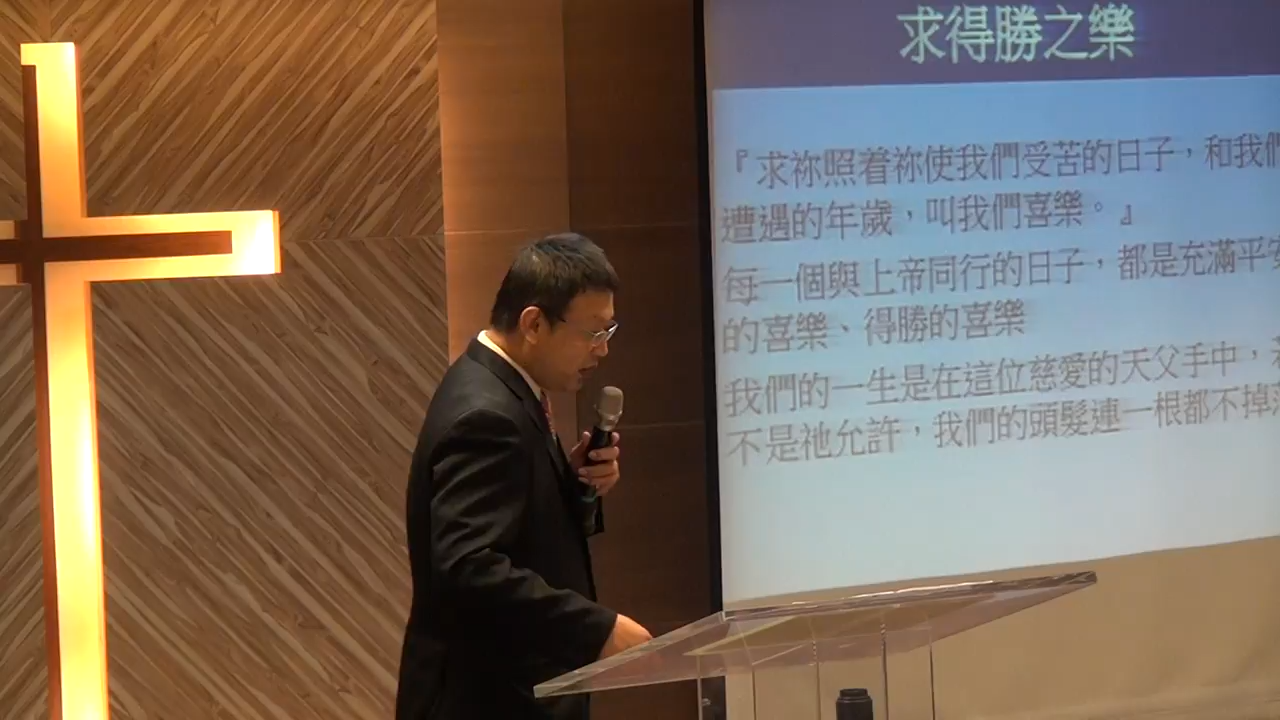 求得勝之樂
『求祢照着祢使我們受苦的日子，和我們
遭遇的年歲，叫我們喜樂。』
每一個與上帝同行的日子，都是充滿平安
的喜樂、得勝的喜樂
我們的一生是在這位慈愛的天父手中，若
不是祂允許，我們的頭髮連一根都不掉